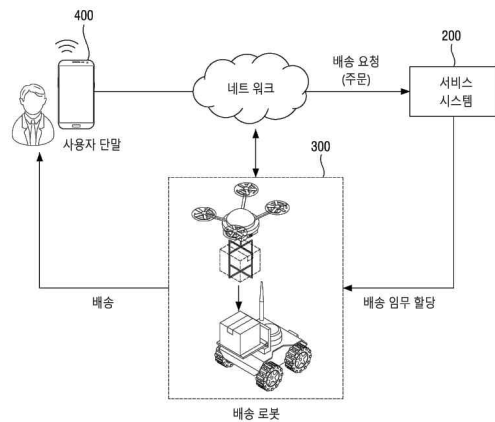 400
200
배송 요청
(주문)
네트 워크
서비스
시스템
사용자 단말
300
배송
배송 임무 할당
배송 로봇